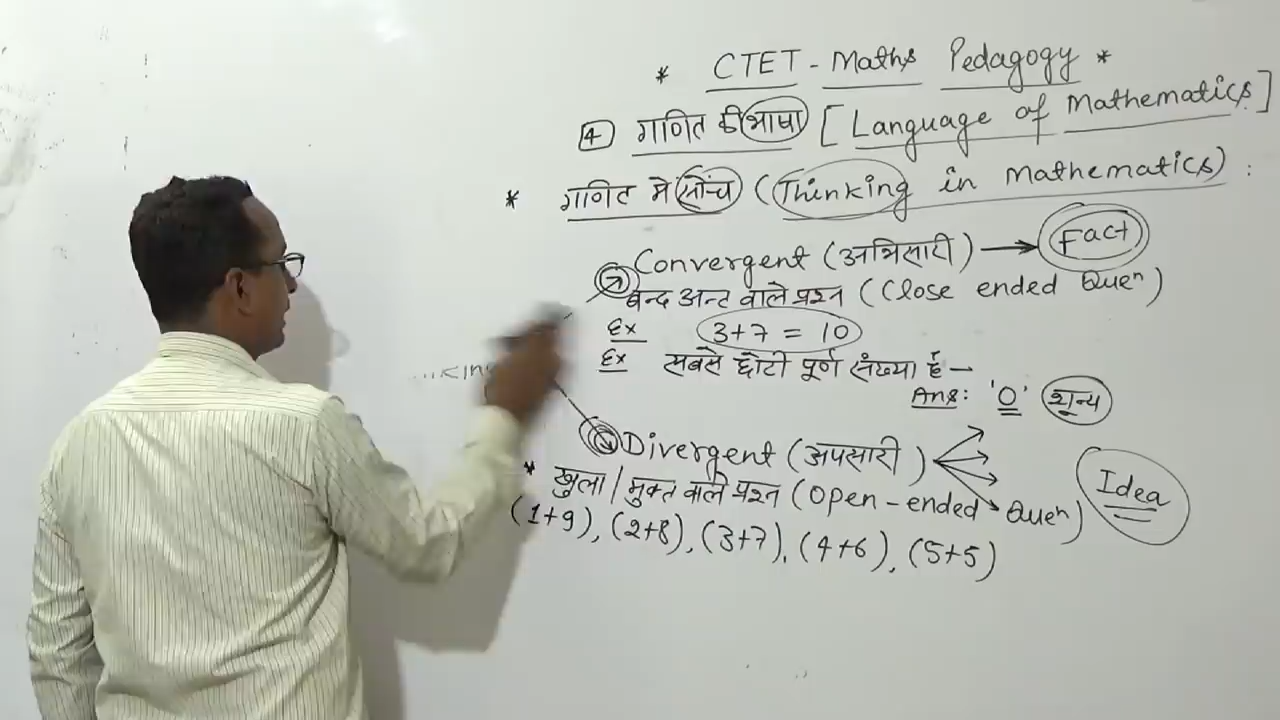 * CTET - Maths Pedagogy *
4 गणित की भाषा [Language of Mathematics]
* गणित मे सोंच (Thinking in Mathematics) :
Convergent (अभिसारी) → Fact
बन्द अन्ट वाले प्रश्न (Close ended Quen)
Ex 3+7 = 10
Ex सबसे छोटी पूर्ण संख्या हैं –
Ans: '0' शून्य
Divergent (अपसारी)
* खुला / मुक्त वाले प्रश्न (Open-ended Quen) Idea
(1+9), (2+8), (3+7), (4+6), (5+5)